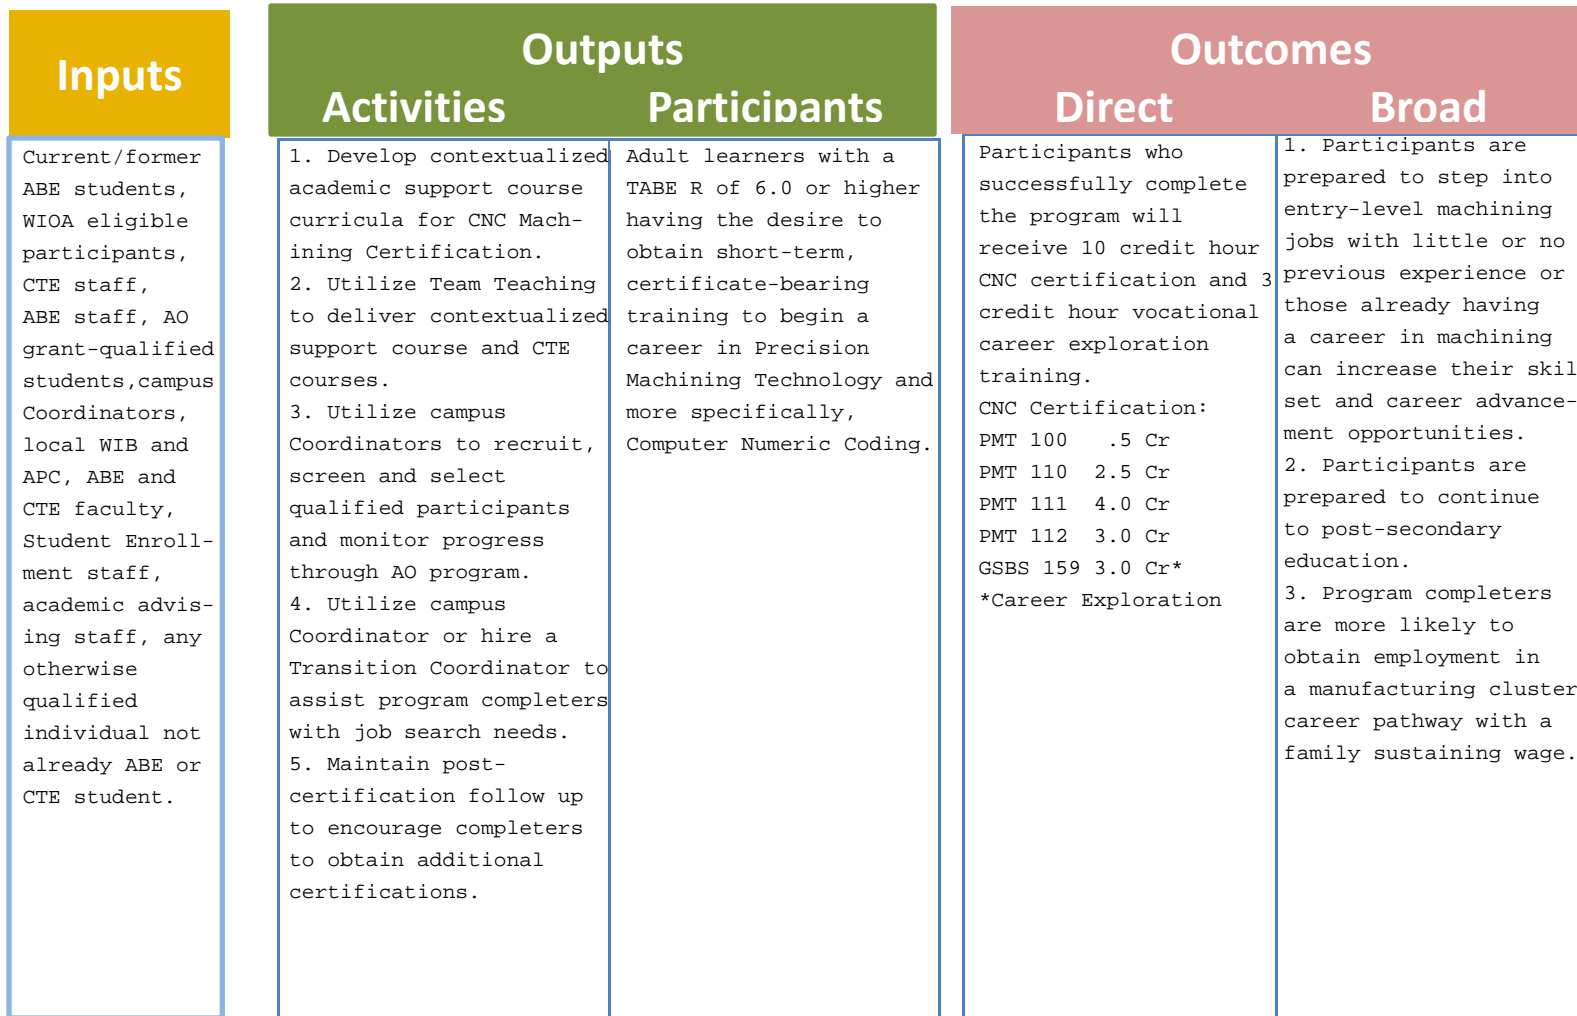 Inputs
Outputs
Activities
Participants
Outcomes
Direct
Broad
Current/former
ABE students,
WIOA eligible
participants,
CTE staff,
ABE staff, AO
grant-qualified
students,campus
Coordinators,
local WIB and
APC, ABE and
CTE faculty,
Student Enroll-
ment staff,
academic advis-
ing staff, any
otherwise
qualified
individual not
already ABE or
CTE student.
1. Develop contextualized
academic support course
curricula for CNC Mach-
ining Certification.
2. Utilize Team Teaching
to deliver contextualized
support course and CTE
courses.
3. Utilize campus
Coordinators to recruit,
screen and select
qualified participants
and monitor progress
through AO program.
4. Utilize campus
Coordinator or hire a
Transition Coordinator to
assist program completers
with job search needs.
5. Maintain post-
certification follow up
to encourage completers
to obtain additional
certifications.
Adult learners with a
TABE R of 6.0 or higher
having the desire to
obtain short-term,
certificate-bearing
training to begin a
career in Precision
Machining Technology and
more specifically,
Computer Numeric Coding.
Participants who
successfully complete
the program will
receive 10 credit hour
CNC certification and 3
credit hour vocational
career exploration
training.
CNC Certification:
PMT 100 .5 Cr
PMT 110 2.5 Cr
PMT 111 4.0 Cr
PMT 112 3.0 Cr
GSBS 159 3.0 Cr*
*Career Exploration
1. Participants are
prepared to step into
entry-level machining
jobs with little or no
previous experience or
those already having
a career in machining
can increase their skil
set and career advance-
ment opportunities.
2. Participants are
prepared to continue
to post-secondary
education.
3. Program completers
are more likely to
obtain employment in
a manufacturing cluster
career pathway with a
family sustaining wage.